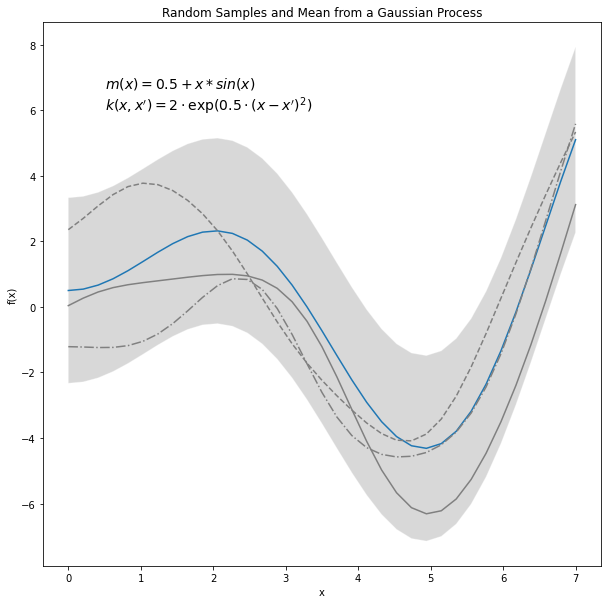 Random Samples and Mean from a Gaussian Process
8
m(x) = 0.5 + x * sin(x)
k(x, x′) = 2 · exp(0.5 · (x − x′)²)
6
4
2
f(x)
0
−2
−4
−6
0 1 2 3 4 5 6 7
x